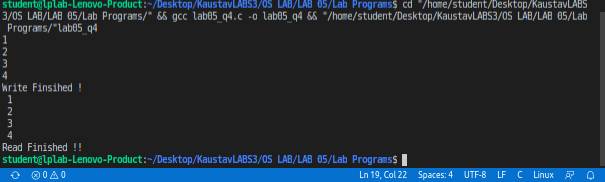 student@lplab-Lenovo-Product:~/Desktop/KaustavLABS3/OS LAB/LAB 05/Lab Programs$ cd "/home/student/Desktop/KaustavLABS
3/OS LAB/LAB 05/Lab Programs/" && gcc lab05_q4.c -o lab05_q4 && "/home/student/Desktop/KaustavLABS3/OS LAB/LAB 05/Lab
Programs/"lab05_q4
1
2
3
4
Write Finsihed !
1
2
3
4
Read Finished !!
student@lplab-Lenovo-Product:~/Desktop/KaustavLABS3/OS LAB/LAB 05/Lab Programs$
0 0 Ln 19, Col 22 Spaces: 4 UTF-8 LF C Linux